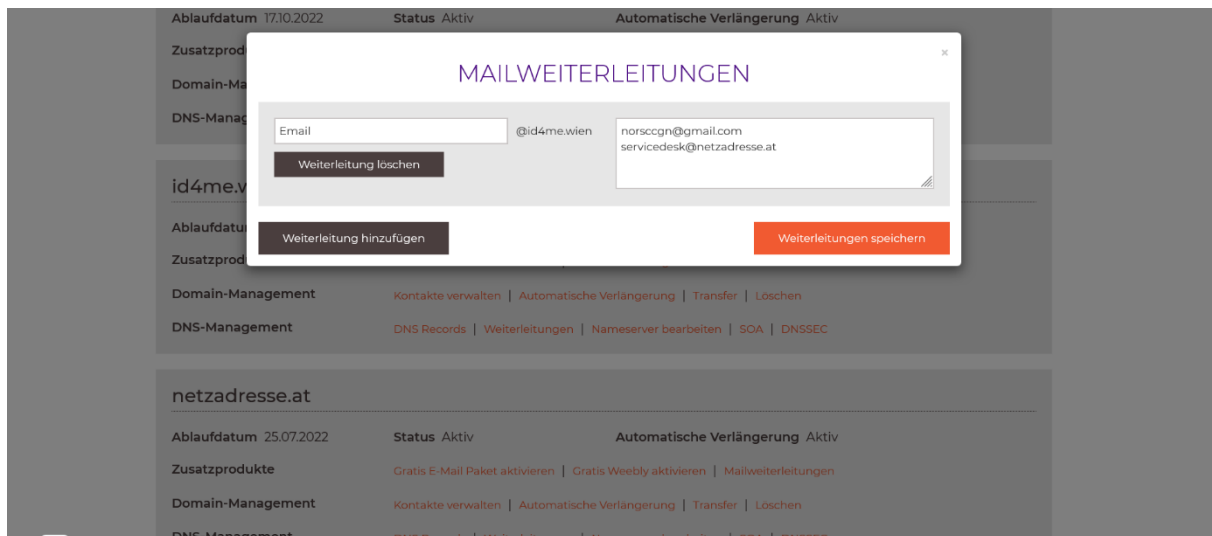 Ablaufdatum 17.10.2022 Status Aktiv Automatische Verlängerung Aktiv
Zusatzprod
Domain-Ma
DNS-Manag
×
MAILWEITERLEITUNGEN
Email @id4me.wien norsccgn@gmail.com
servicedesk@netzadresse.at
Weiterleitung löschen
Weiterleitung hinzufügen Weiterleitungen speichern
id4me.w
Ablaufdatu
Zusatzprod
Domain-Management Kontakte verwalten | Automatische Verlängerung | Transfer | Löschen
DNS-Management DNS Records | Weiterleitungen | Nameserver bearbeiten | SOA | DNSSEC
netzadresse.at
Ablaufdatum 25.07.2022 Status Aktiv Automatische Verlängerung Aktiv
Zusatzprodukte Gratis E-Mail Paket aktivieren | Gratis Weebly aktivieren | Mailweiterleitungen
Domain-Management Kontakte verwalten | Automatische Verlängerung | Transfer | Löschen
DNS-Management